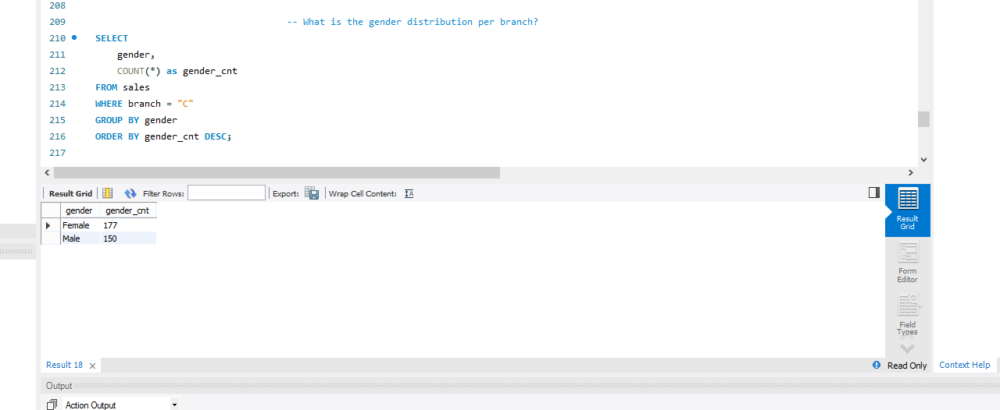 208
209 -- What is the gender distribution per branch?
210 SELECT
211 gender,
212 COUNT(*) as gender_cnt
213 FROM sales
214 WHERE branch = "C"
215 GROUP BY gender
216 ORDER BY gender_cnt DESC;
217
Result Grid Filter Rows: Export: Wrap Cell Content:
gender gender_cnt
Female 177
Male 150
Result
Grid
Form
Editor
Field
Types
Result 18 Read Only Context Help
Output
Action Output